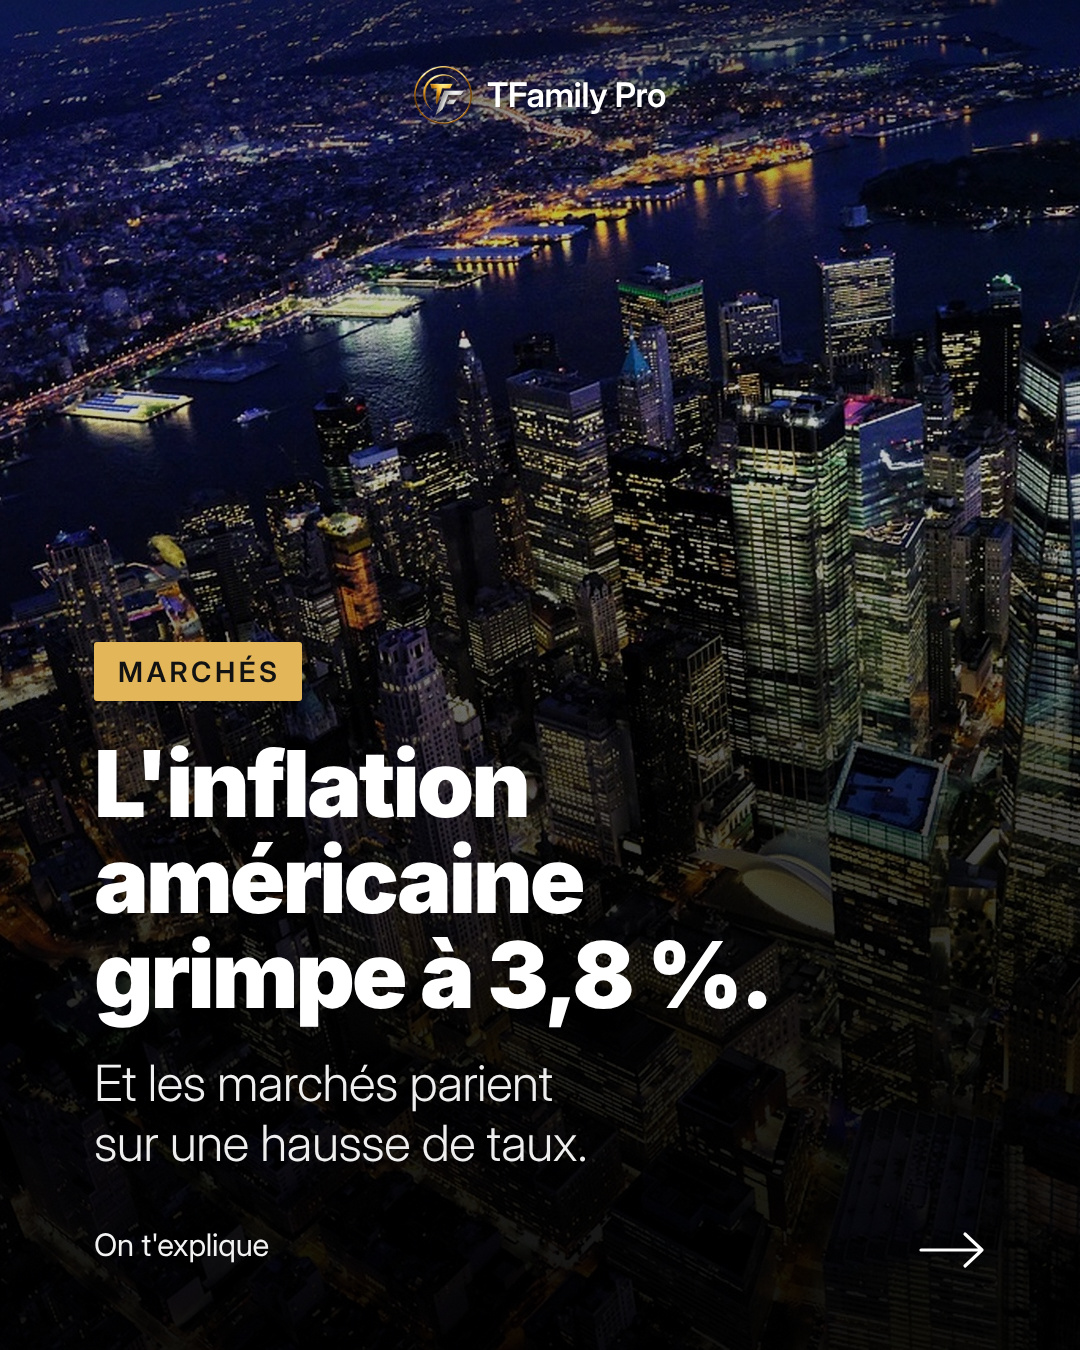 TFamily Pro
MARCHÉS
L'inflation
américaine
grimpe à 3,8 %.
Et les marchés parient
sur une hausse de taux.
On t'explique